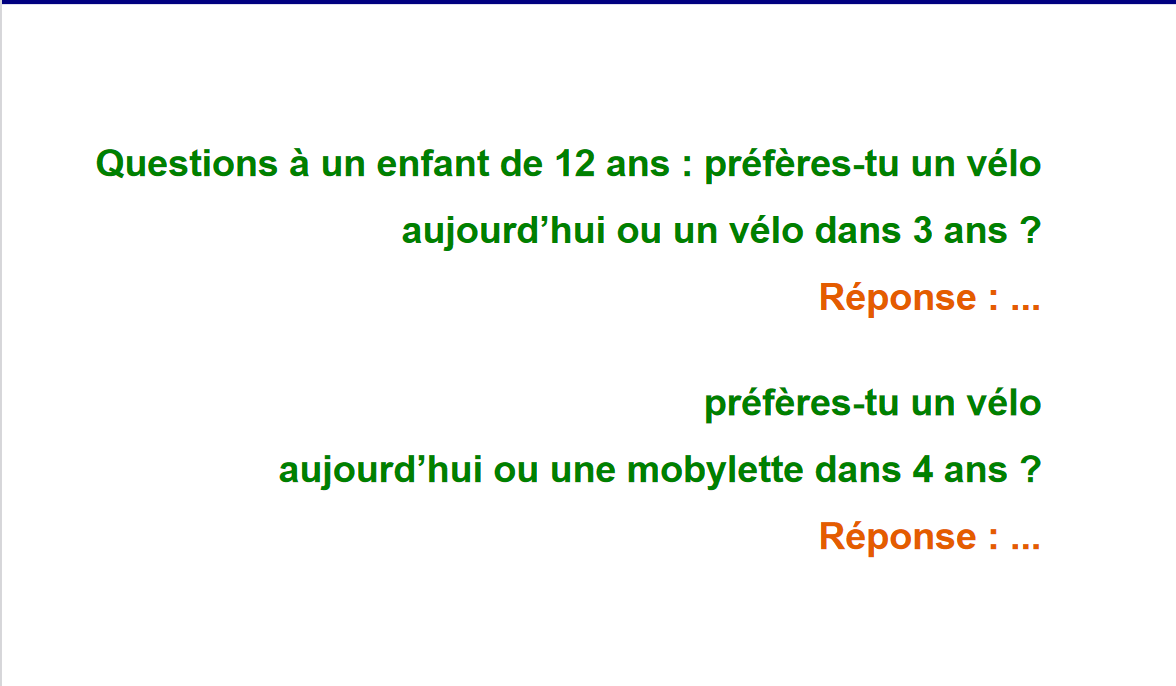 Questions à un enfant de 12 ans : préfères-tu un vélo
aujourd’hui ou un vélo dans 3 ans ?
Réponse : ...
préfères-tu un vélo
aujourd’hui ou une mobylette dans 4 ans ?
Réponse : ...